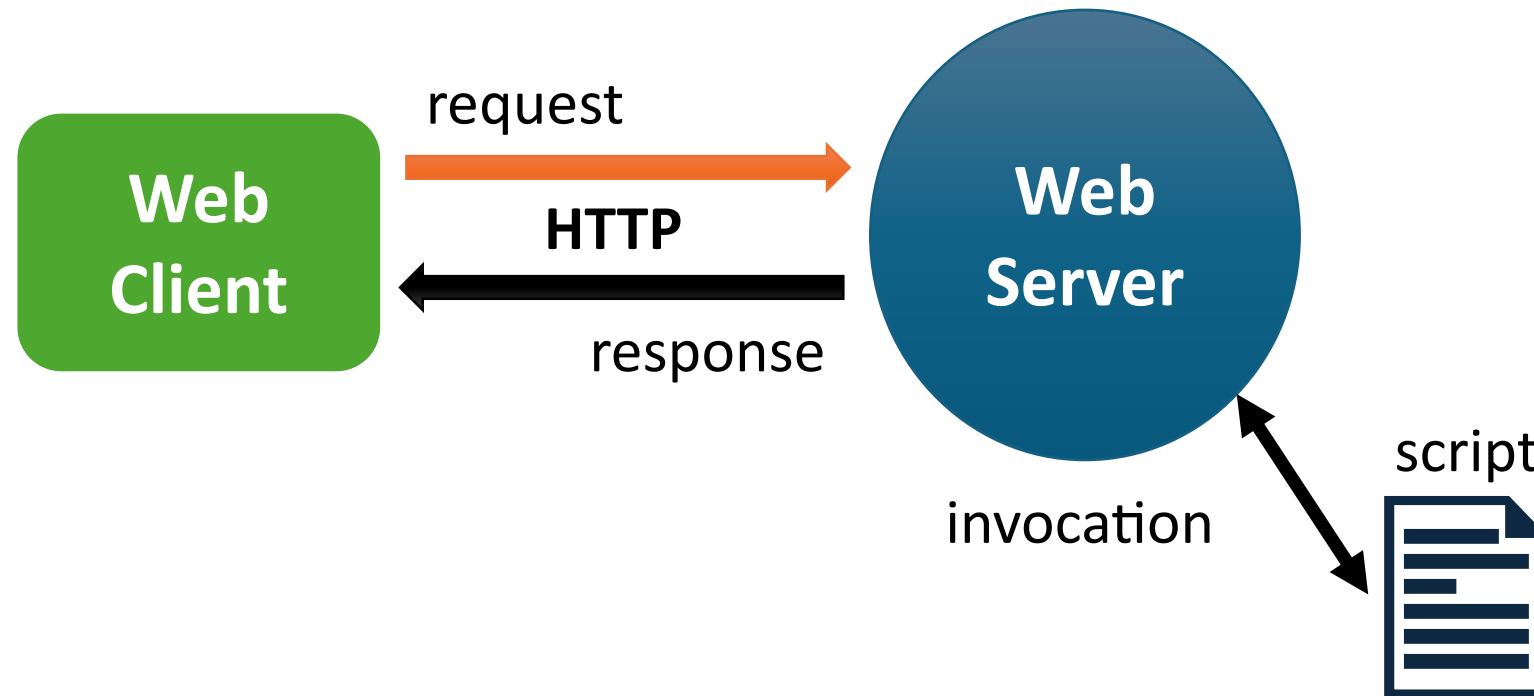 request
Web
Client
HTTP
Web
Server
response
script
invocation